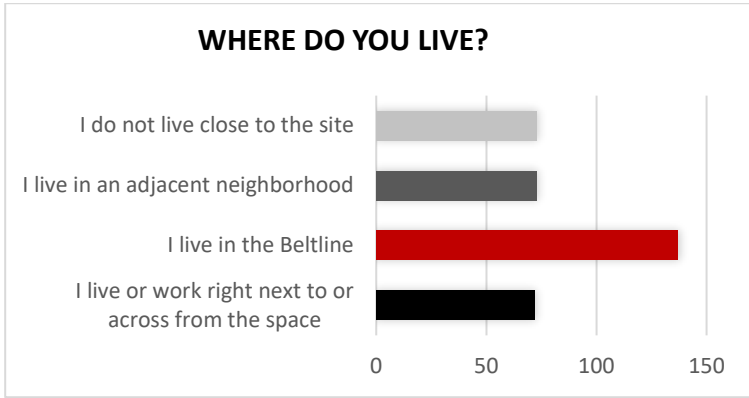 WHERE DO YOU LIVE?
I do not live close to the site
I live in an adjacent neighborhood
I live in the Beltline
I live or work right next to or
across from the space
0 50 100 150